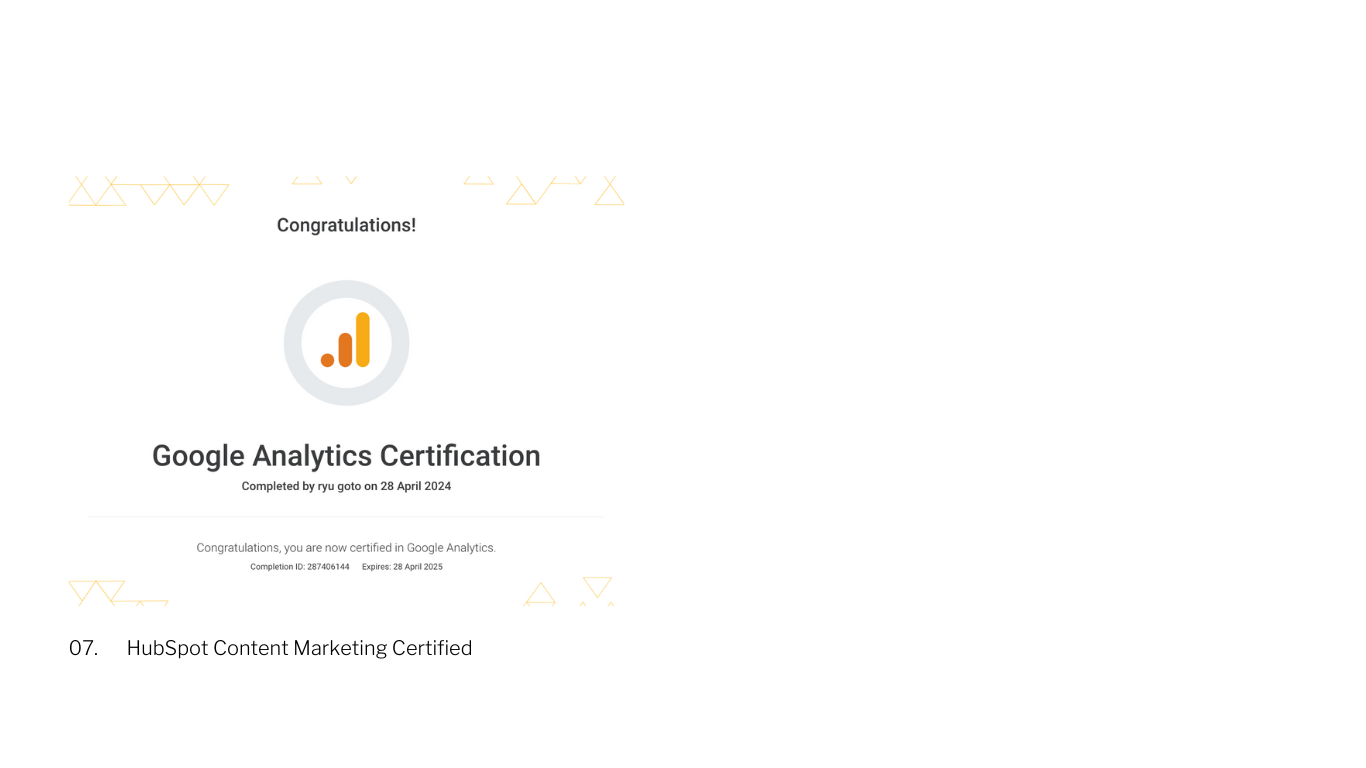 Congratulations!
Google Analytics Certification
Completed by ryu goto on 28 April 2024
Congratulations, you are now certified in Google Analytics.
Completion ID: 287406144 Expires: 28 April 2025
07. HubSpot Content Marketing Certified